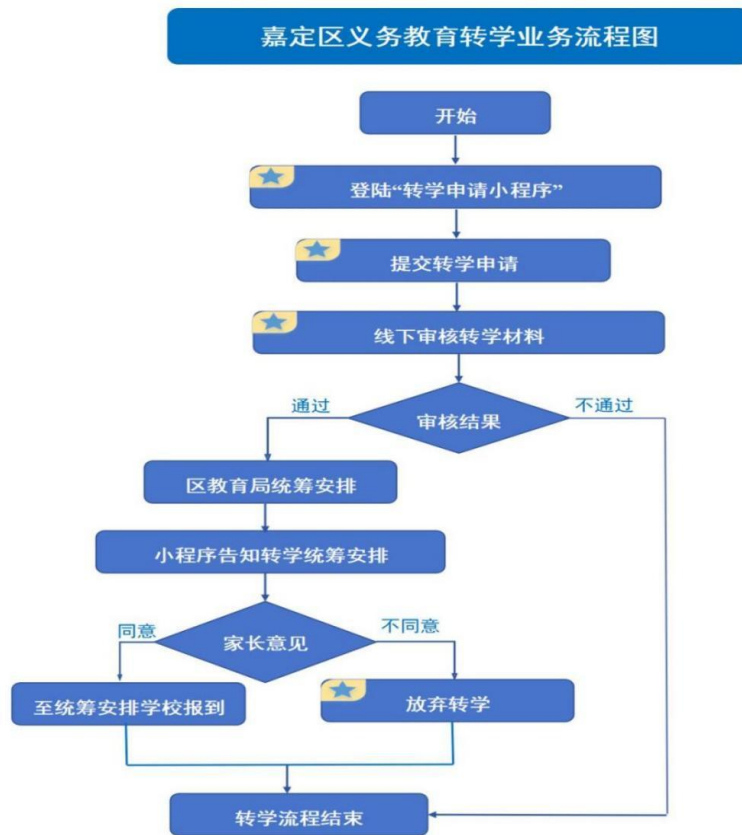 嘉定区义务教育转学业务流程图
开始
登陆“转学申请小程序”
提交转学申请
线下审核转学材料
通过
审核结果
不通过
区教育局统筹安排
小程序告知转学统筹安排
同意
家长意见
不同意
至统筹安排学校报到
放弃转学
转学流程结束